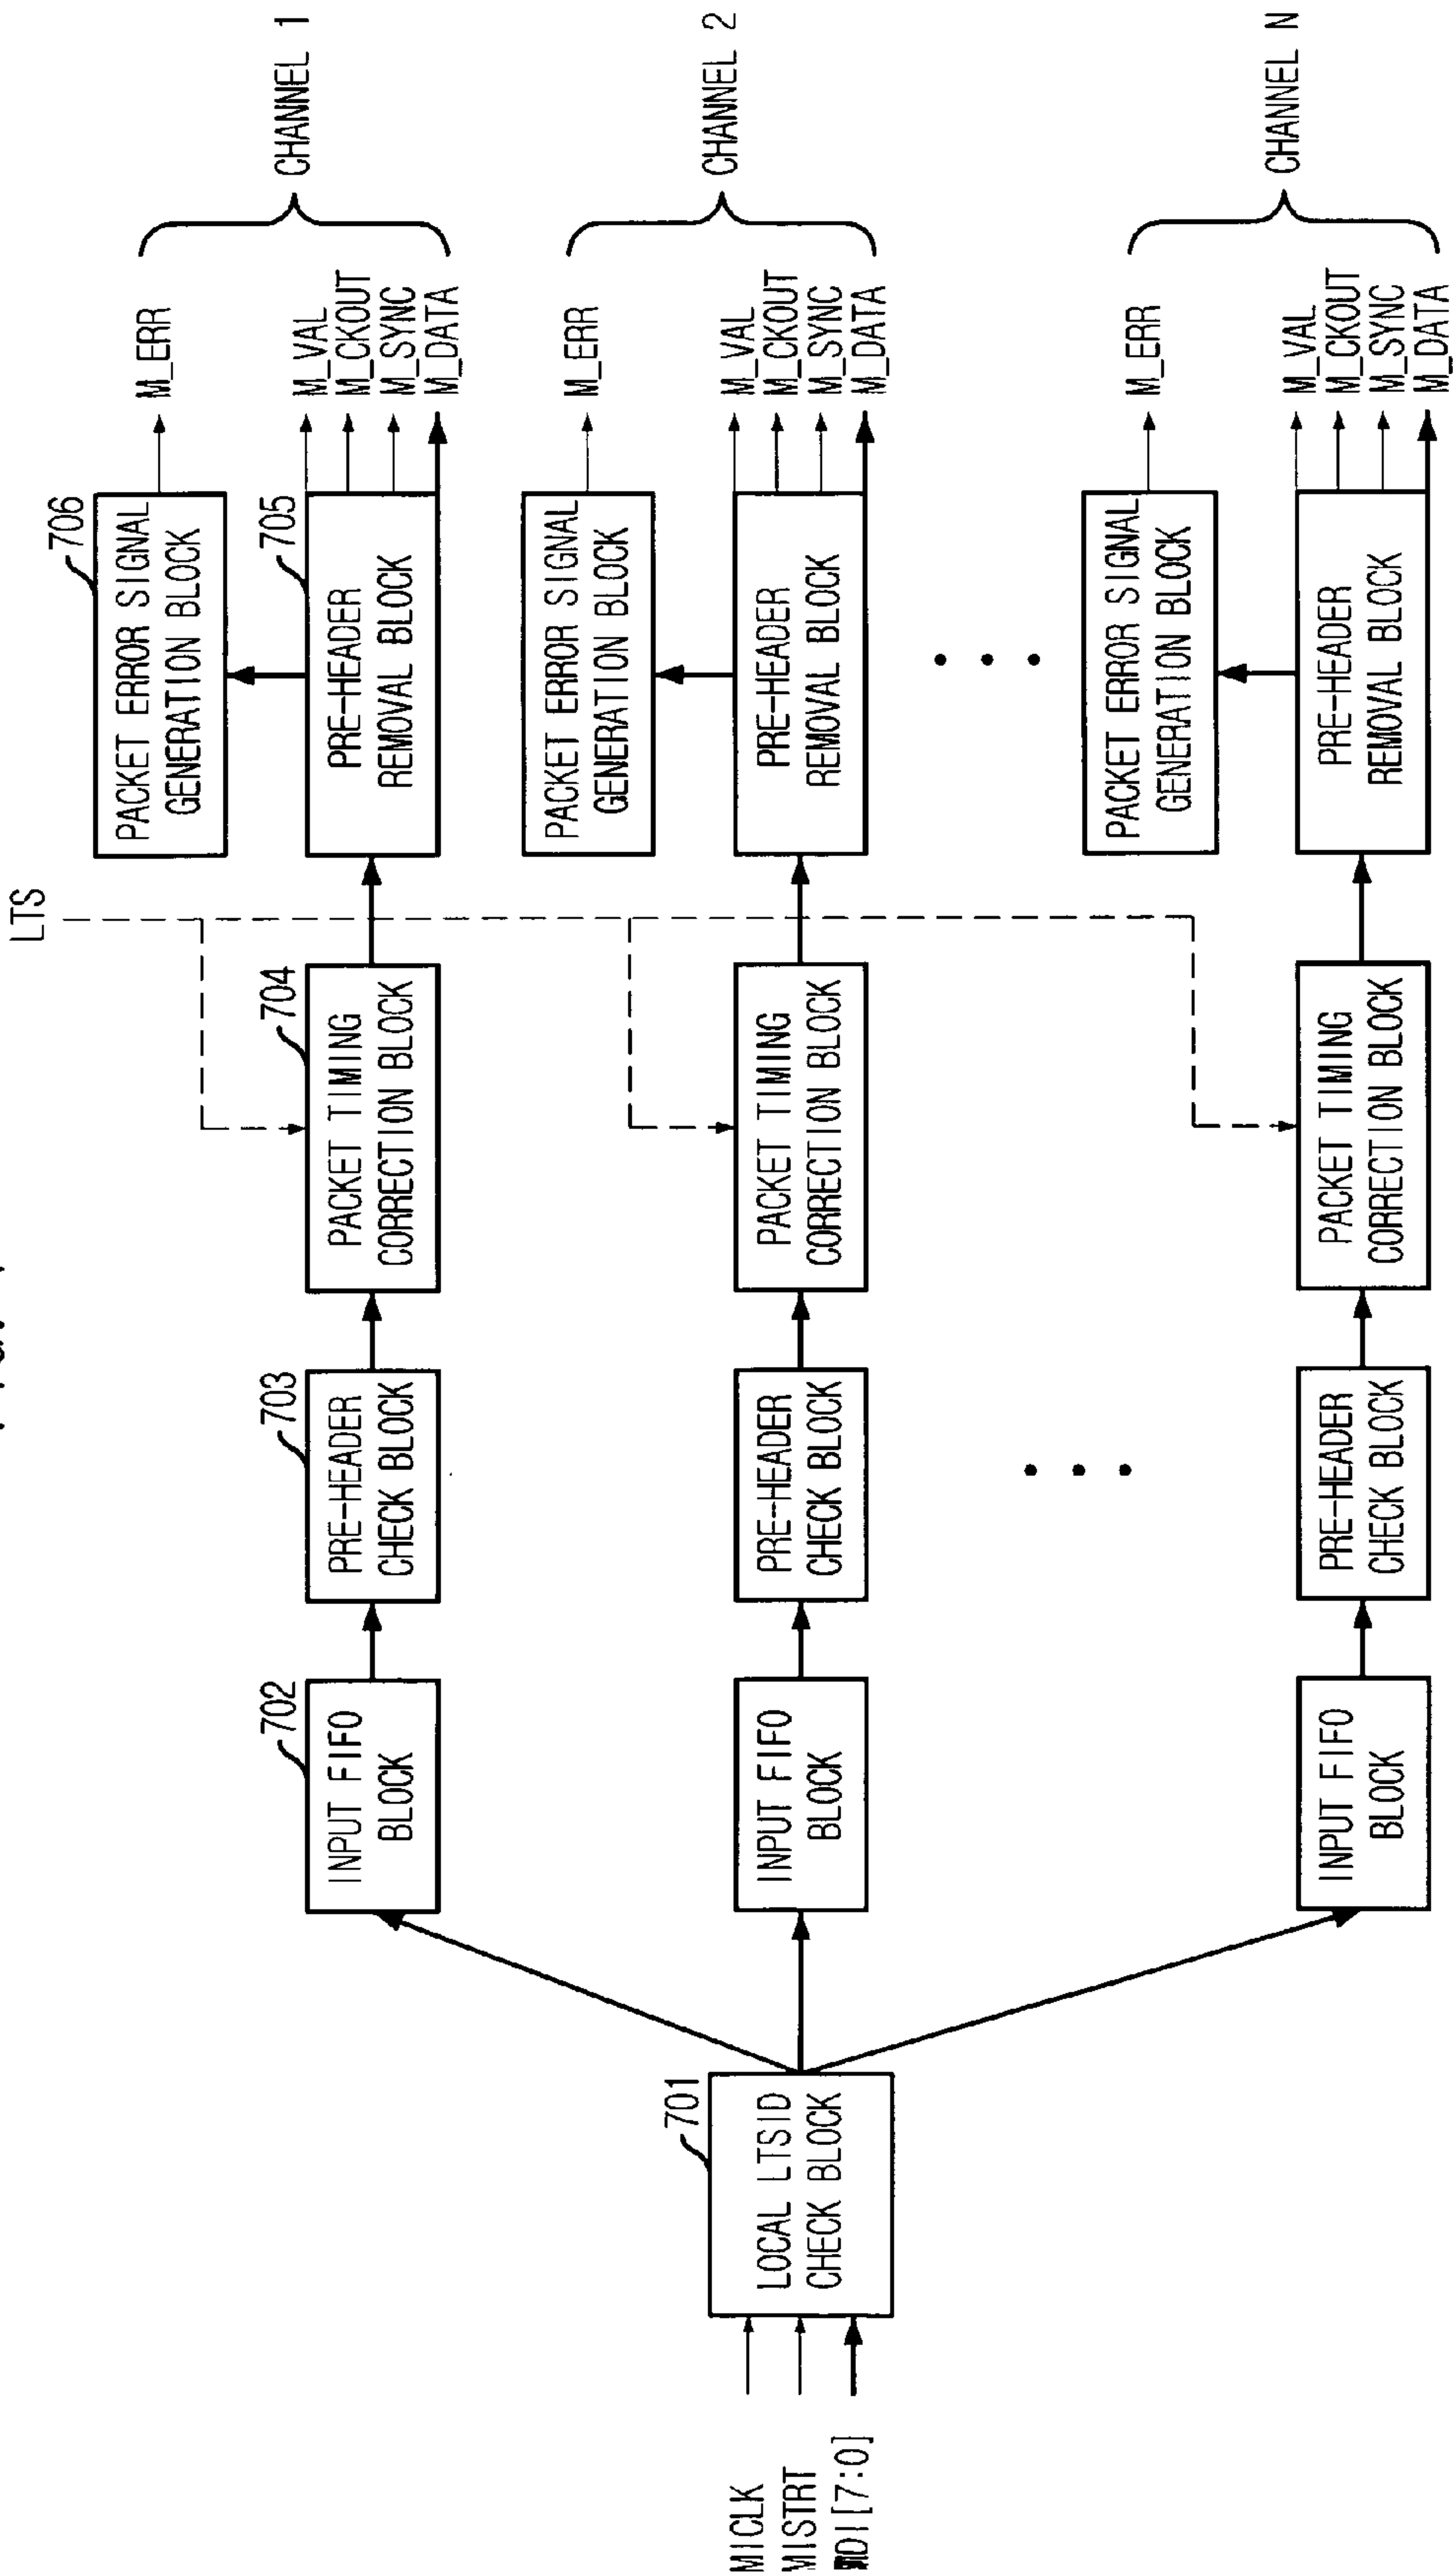 LTS
706
PACKET ERROR SIGNAL
GENERATION BLOCK
M_ERR
CHANNEL 1
702
INPUT FIFO
BLOCK
703
PRE-HEADER
CHECK BLOCK
704
PACKET TIMING
CORRECTION BLOCK
705
PRE-HEADER
REMOVAL BLOCK
M_VAL
M_CKOUT
M_SYNC
M_DATA
PACKET ERROR SIGNAL
GENERATION BLOCK
M_ERR
CHANNEL 2
MICLK
MISTRT
[7:0]
701
LOCAL LTSID
CHECK BLOCK
INPUT FIFO
BLOCK
PRE-HEADER
CHECK BLOCK
PACKET TIMING
CORRECTION BLOCK
PRE-HEADER
REMOVAL BLOCK
M_VAL
M_CKOUT
M_SYNC
M_DATA
PACKET ERROR SIGNAL
GENERATION BLOCK
M_ERR
CHANNEL N
INPUT FIFO
BLOCK
PRE-HEADER
CHECK BLOCK
PACKET TIMING
CORRECTION BLOCK
PRE-HEADER
REMOVAL BLOCK
M_VAL
M_CKOUT
M_SYNC
M_DATA